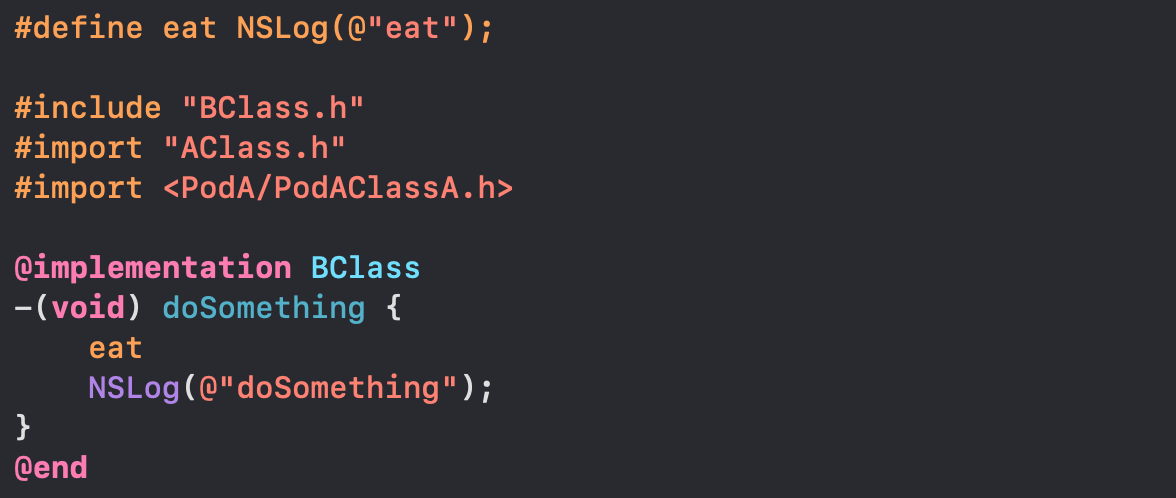 #define eat NSLog(@"eat");
#include "BClass.h"
#import "AClass.h"
#import <PodA/PodAClassA.h>
@implementation BClass
-(void) doSomething {
    eat
    NSLog(@"doSomething");
}
@end